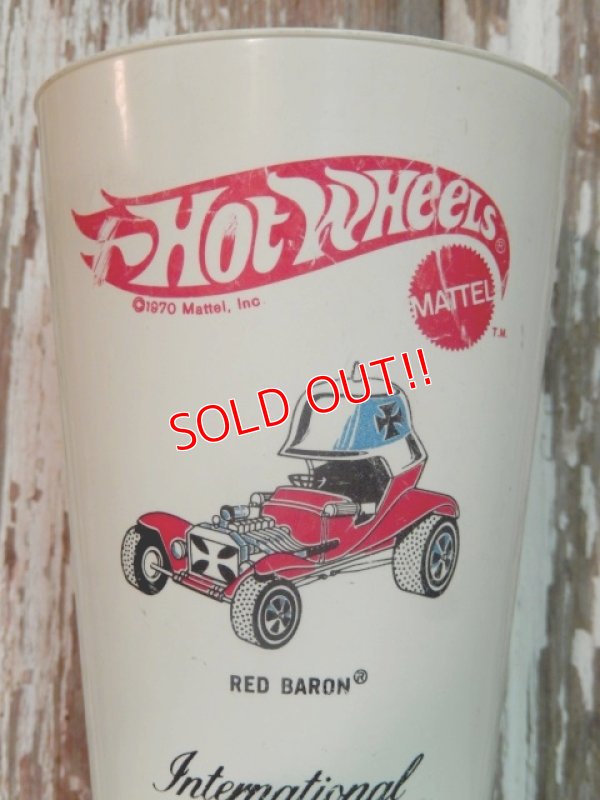 Hot Wheels®
MATTEL
T.M.
©1970 Mattel, Inc
SOLD OUT!!
RED BARON®
International